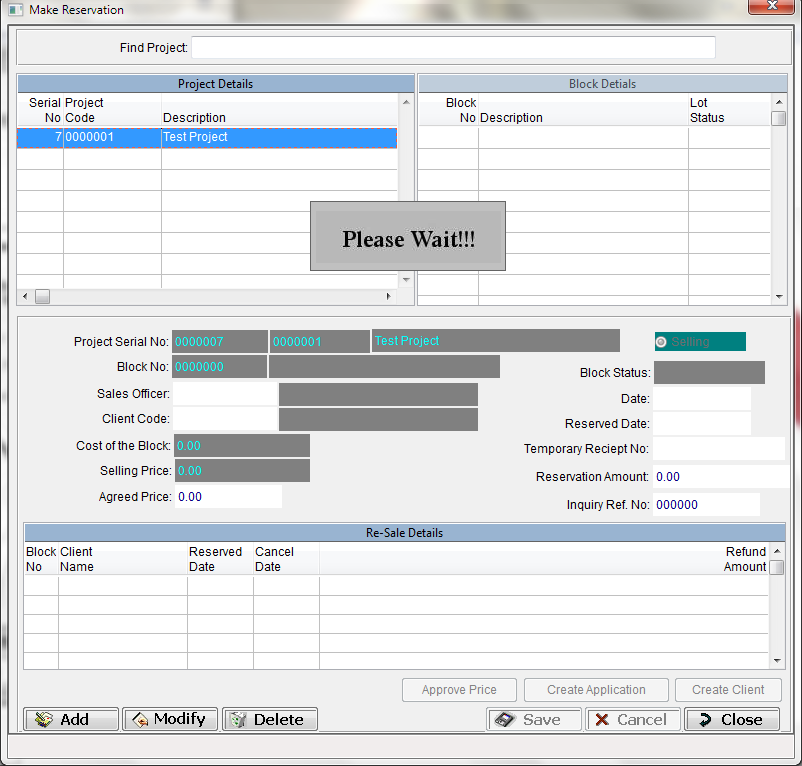 Make Reservation
Find Project:
Project Details
Serial Project
No Code Description
7 0000001 Test Project
Block Detials
Block Lot
No Description Status
Please Wait!!!
Project Serial No: 0000007 0000001 Test Project
Selling
Block No: 0000000
Block Status:
Sales Officer:
Date:
Client Code:
Reserved Date:
Cost of the Block: 0.00
Temporary Reciept No:
Selling Price: 0.00
Reservation Amount: 0.00
Agreed Price: 0.00
Inquiry Ref. No: 000000
Re-Sale Details
Block Client Reserved Cancel Refund
No Name Date Date Amount
Approve Price Create Application Create Client
Add Modify Delete Save Cancel Close